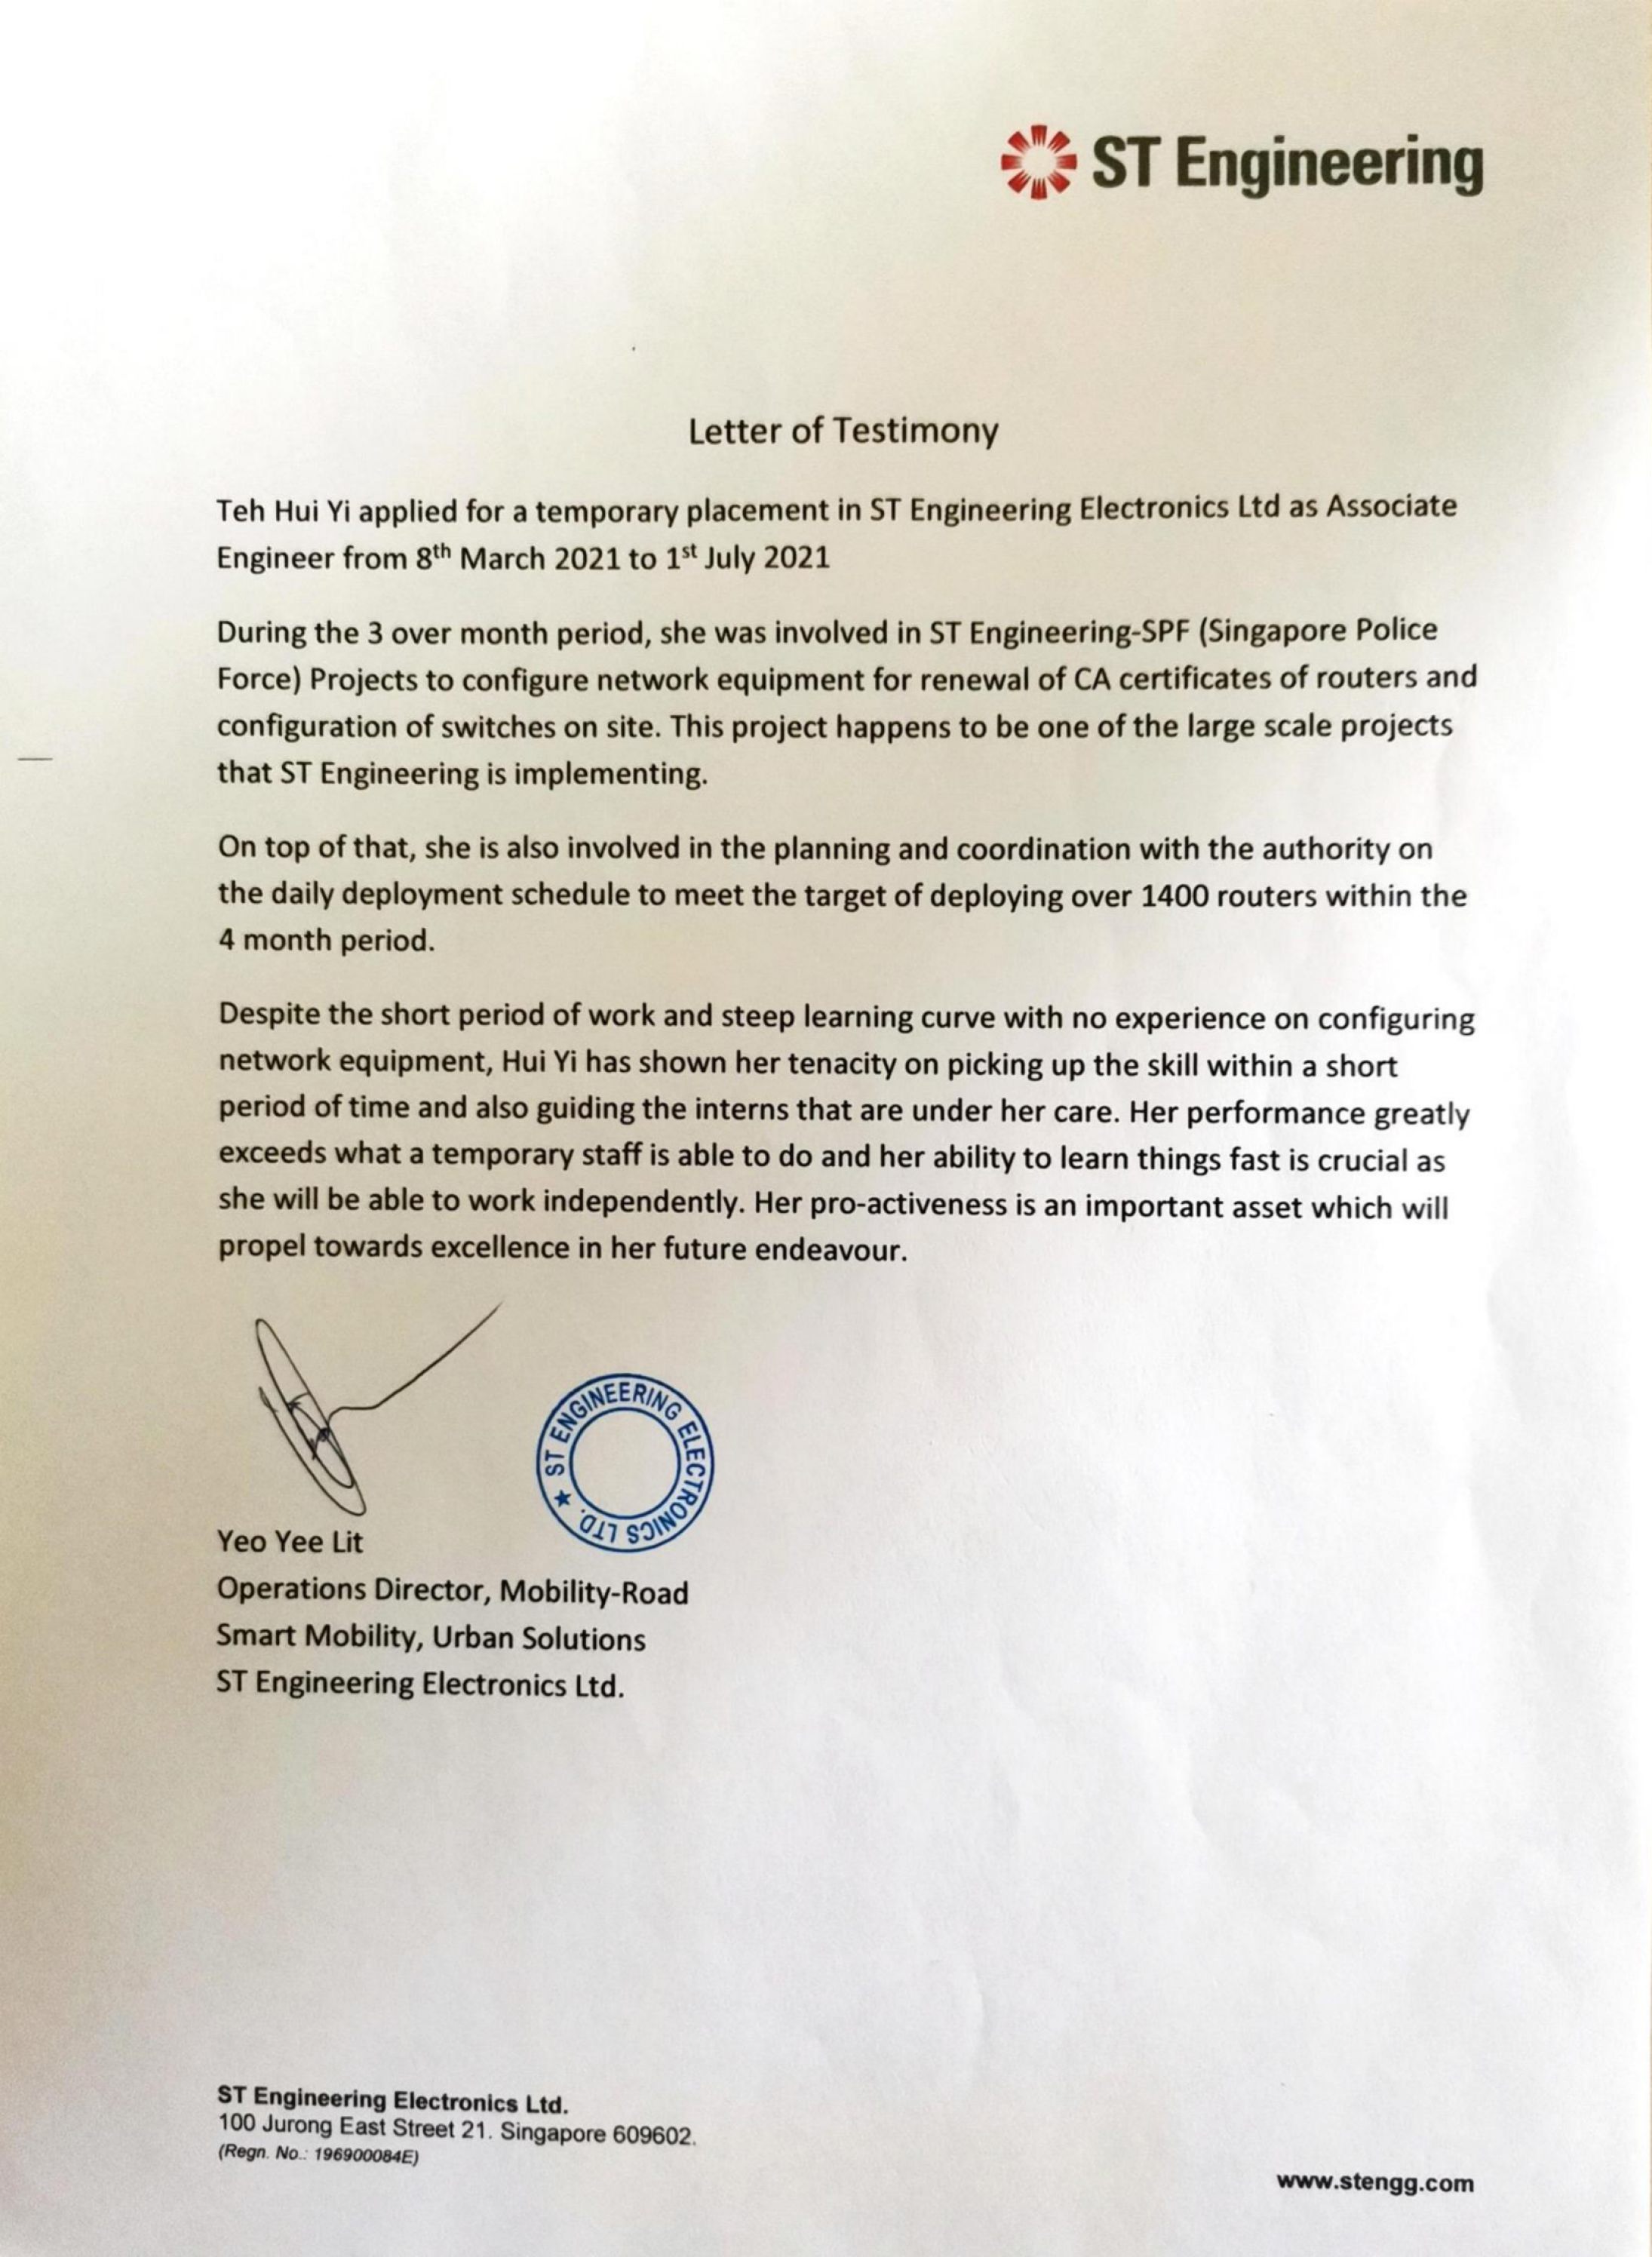 ST Engineering
Letter of Testimony
Teh Hui Yi applied for a temporary placement in ST Engineering Electronics Ltd as Associate
Engineer from 8th March 2021 to 1st July 2021
During the 3 over month period, she was involved in ST Engineering-SPF (Singapore Police
Force) Projects to configure network equipment for renewal of CA certificates of routers and
configuration of switches on site. This project happens to be one of the large scale projects
that ST Engineering is implementing.
On top of that, she is also involved in the planning and coordination with the authority on
the daily deployment schedule to meet the target of deploying over 1400 routers within the
4 month period.
Despite the short period of work and steep learning curve with no experience on configuring
network equipment, Hui Yi has shown her tenacity on picking up the skill within a short
period of time and also guiding the interns that are under her care. Her performance greatly
exceeds what a temporary staff is able to do and her ability to learn things fast is crucial as
she will be able to work independently. Her pro-activeness is an important asset which will
propel towards excellence in her future endeavour.
★ ST ENGINEERING ELECTRONICS LTD.
Yeo Yee Lit
Operations Director, Mobility-Road
Smart Mobility, Urban Solutions
ST Engineering Electronics Ltd.
ST Engineering Electronics Ltd.
100 Jurong East Street 21. Singapore 609602.
(Regn. No.: 196900084E)
www.stengg.com